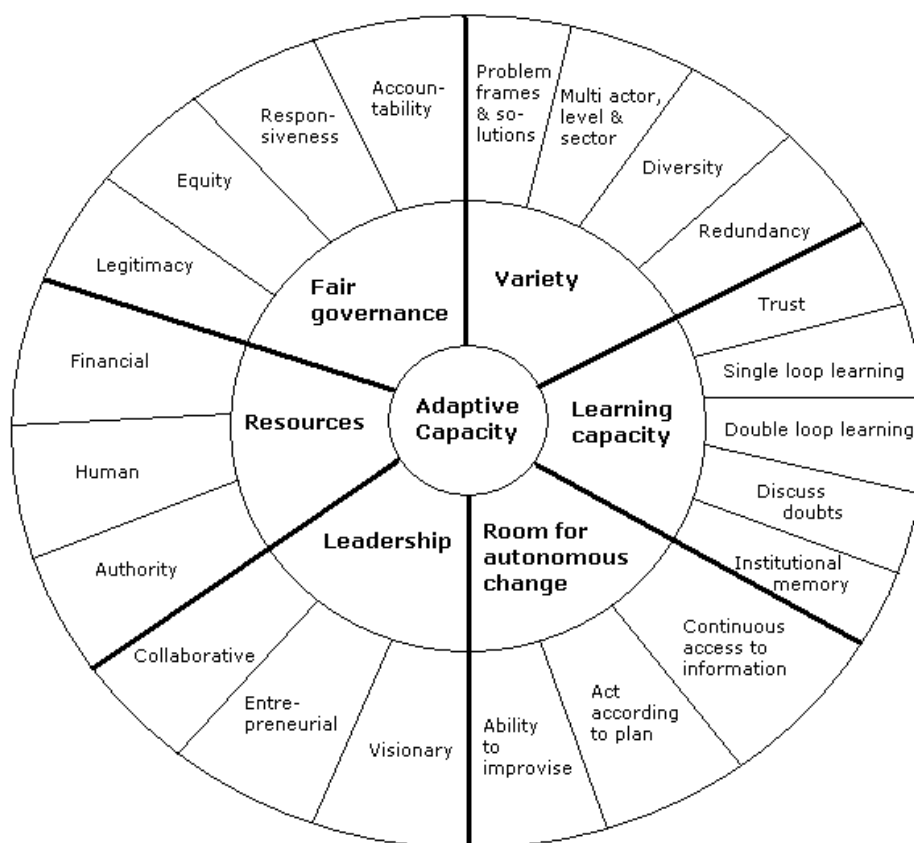 Adaptive
Capacity
Variety
Problem
frames
& so-
lutions
Multi actor,
level &
sector
Diversity
Redundancy
Learning
capacity
Trust
Single loop learning
Double loop learning
Discuss
doubts
Institutional
memory
Room for
autonomous
change
Continuous
access to
information
Act
according
to plan
Ability
to
improvise
Leadership
Visionary
Entre-
preneurial
Collaborative
Resources
Authority
Human
Financial
Fair
governance
Legitimacy
Equity
Respon-
siveness
Accoun-
tability